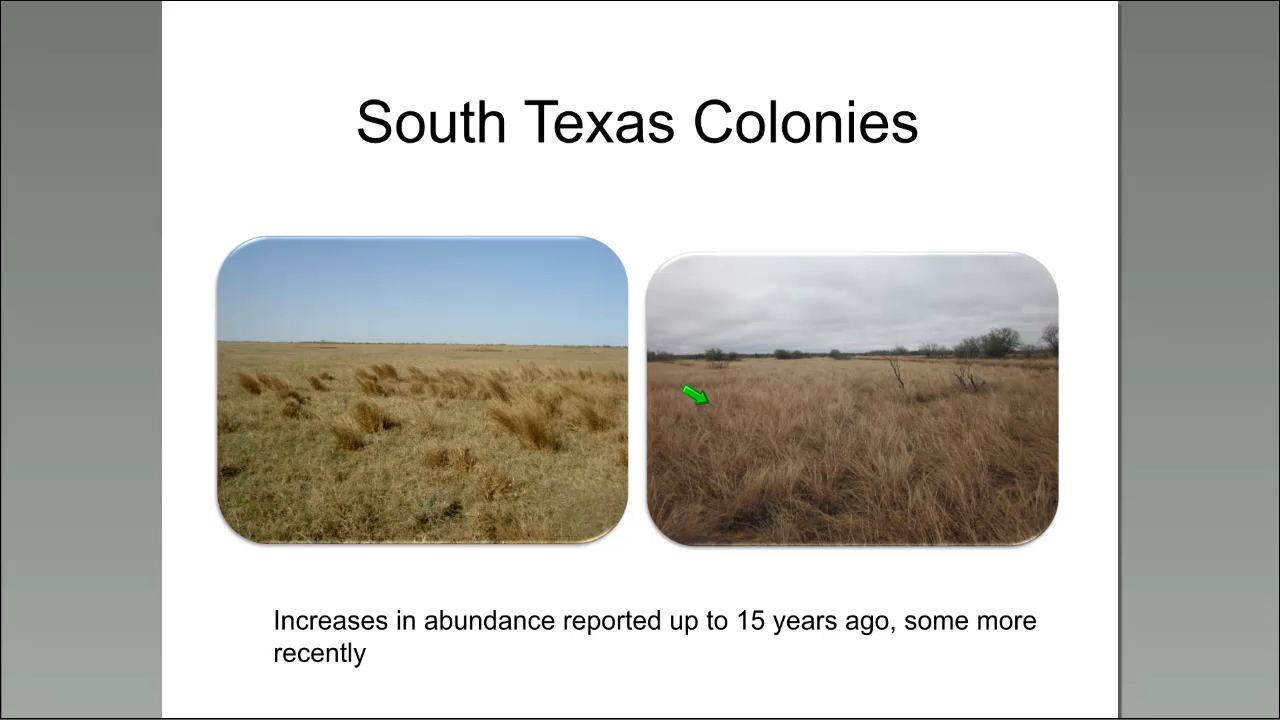 South Texas Colonies
Increases in abundance reported up to 15 years ago, some more
recently